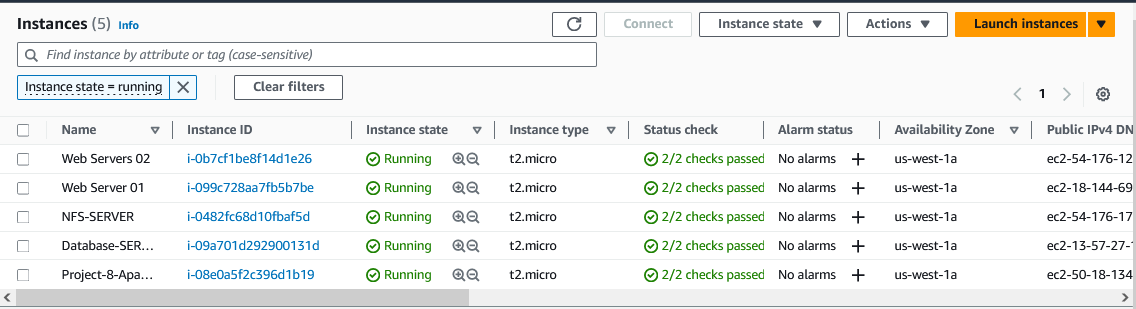 Instances (5) Info Connect Instance state Actions Launch instances
Find instance by attribute or tag (case-sensitive)
Instance state = running Clear filters
1
Name Instance ID Instance state Instance type Status check Alarm status Availability Zone Public IPv4 DN
Web Servers 02 i-0b7cf1be8f14d1e26 Running t2.micro 2/2 checks passed No alarms us-west-1a ec2-54-176-12
Web Server 01 i-099c728aa7fb5b7be Running t2.micro 2/2 checks passed No alarms us-west-1a ec2-18-144-69
NFS-SERVER i-0482fc68d10fbaf5d Running t2.micro 2/2 checks passed No alarms us-west-1a ec2-54-176-17
Database-SER... i-09a701d292900131d Running t2.micro 2/2 checks passed No alarms us-west-1a ec2-13-57-27-1
Project-8-Apa... i-08e0a5f2c396d1b19 Running t2.micro 2/2 checks passed No alarms us-west-1a ec2-50-18-134